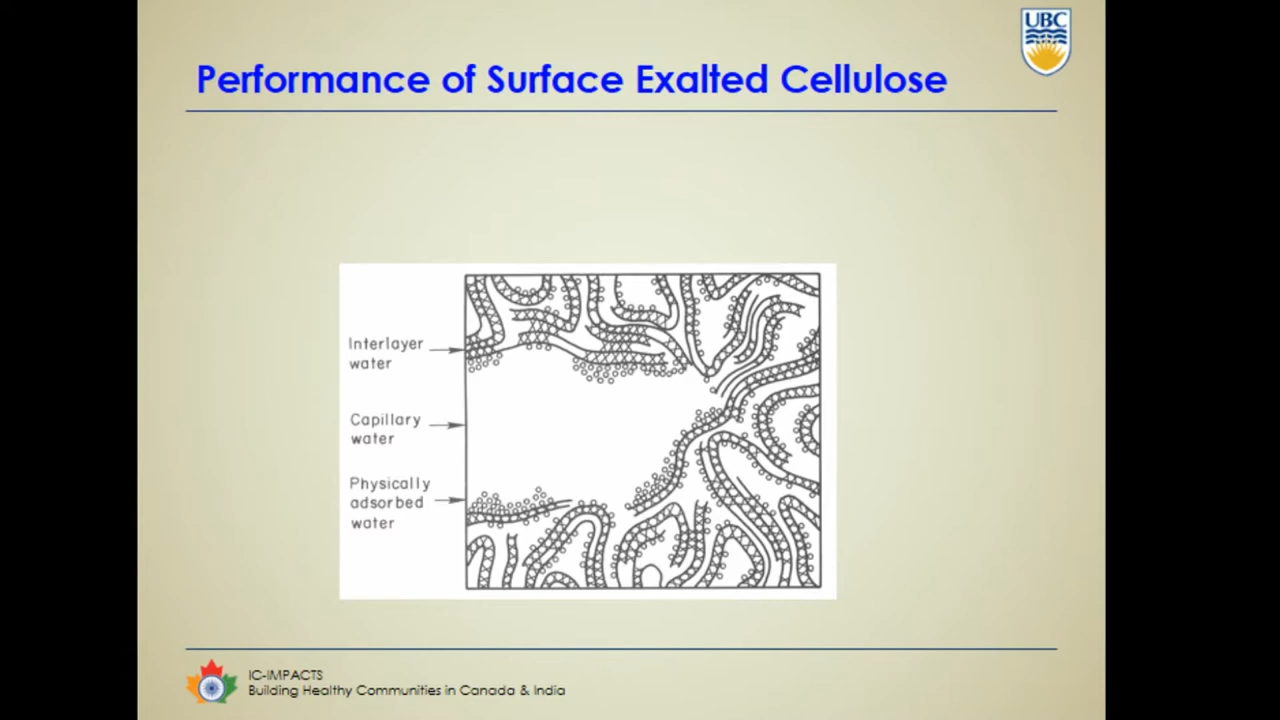 UBC
Performance of Surface Exalted Cellulose
Interlayer
water
Capillary
water
Physically
adsorbed
water
IC-IMPACTS
Building Healthy Communities in Canada & India